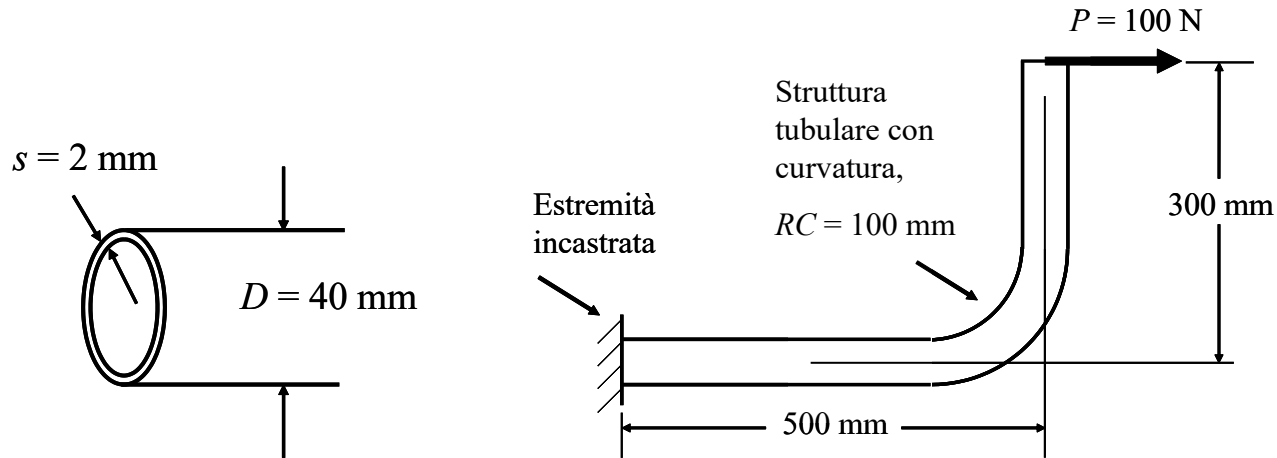 s = 2 mm
D = 40 mm
Estremità
incastrata
Struttura
tubulare con
curvatura,
RC = 100 mm
P = 100 N
300 mm
500 mm